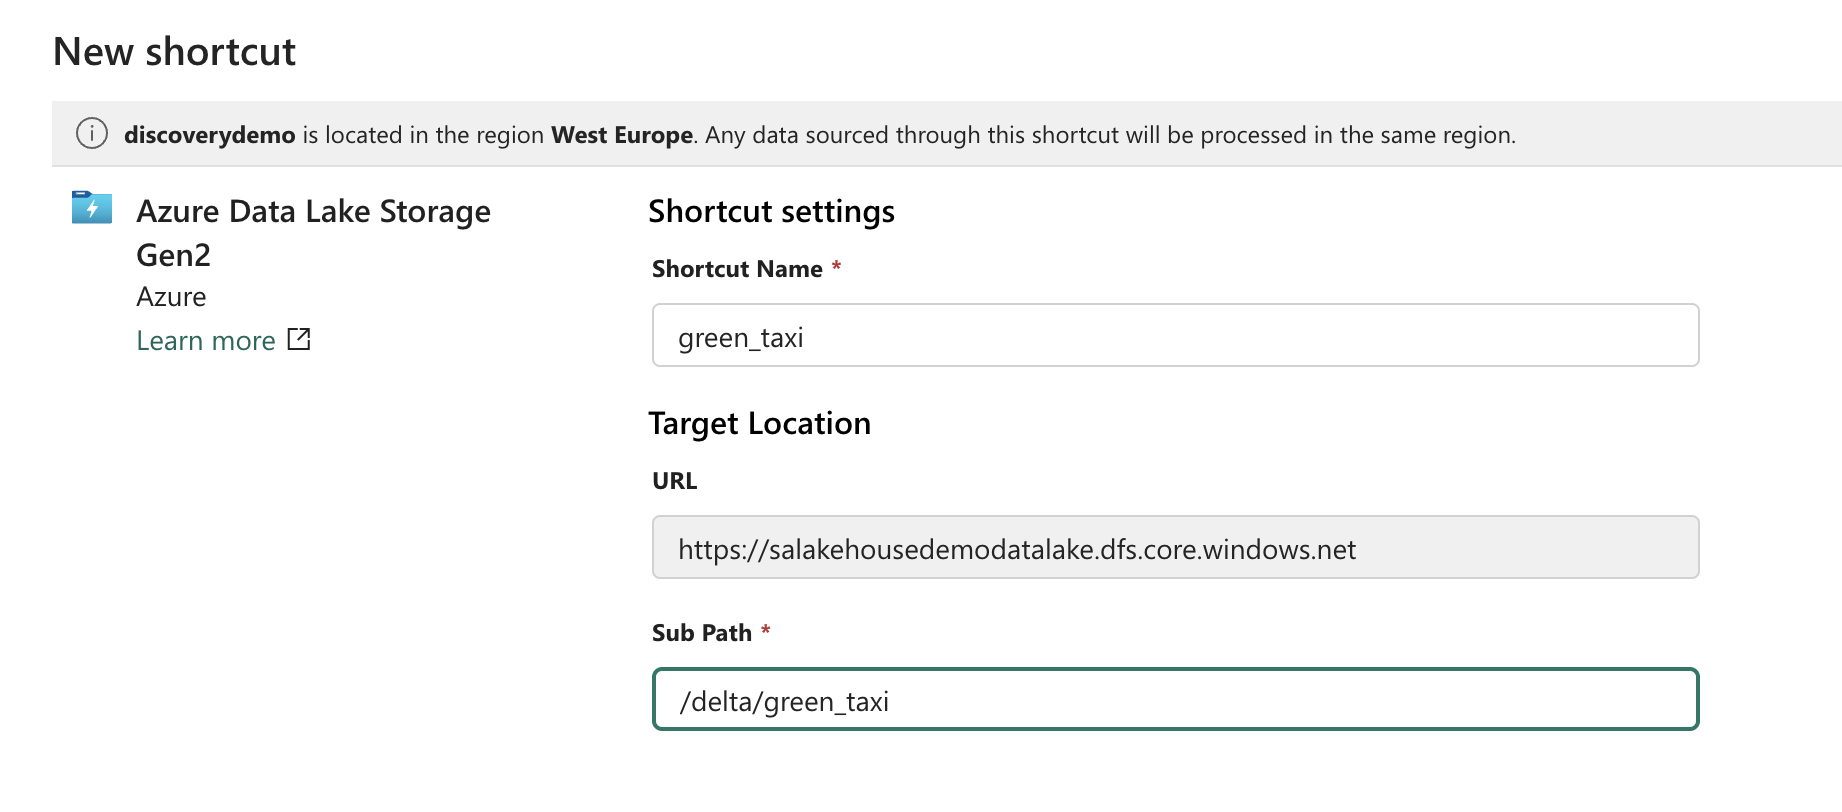 New shortcut
discoverydemo is located in the region West Europe. Any data sourced through this shortcut will be processed in the same region.
Azure Data Lake Storage
Gen2
Azure
Learn more
Shortcut settings
Shortcut Name *
green_taxi
Target Location
URL
https://salakehousedemodatalake.dfs.core.windows.net
Sub Path *
/delta/green_taxi